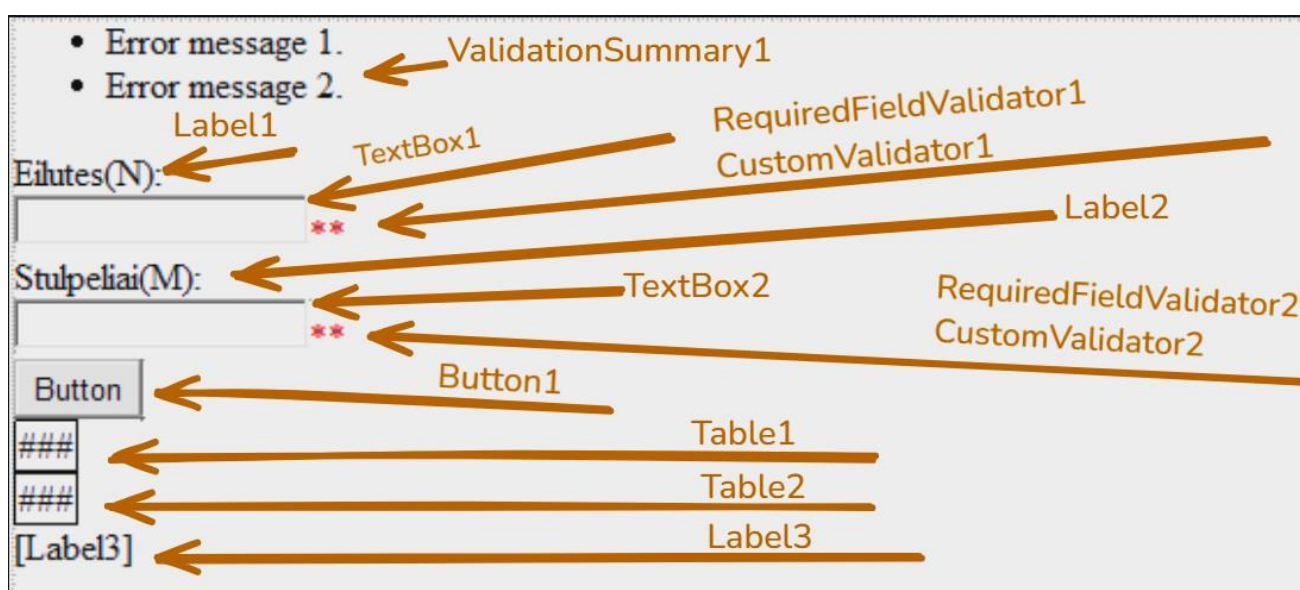 • Error message 1.
• Error message 2.
ValidationSummary1
Label1
TextBox1
RequiredFieldValidator1
CustomValidator1
Eilutes(N):
**
Label2
Stulpeliai(M):
TextBox2
RequiredFieldValidator2
CustomValidator2
**
Button
Button1
###
Table1
###
Table2
[Label3]
Label3